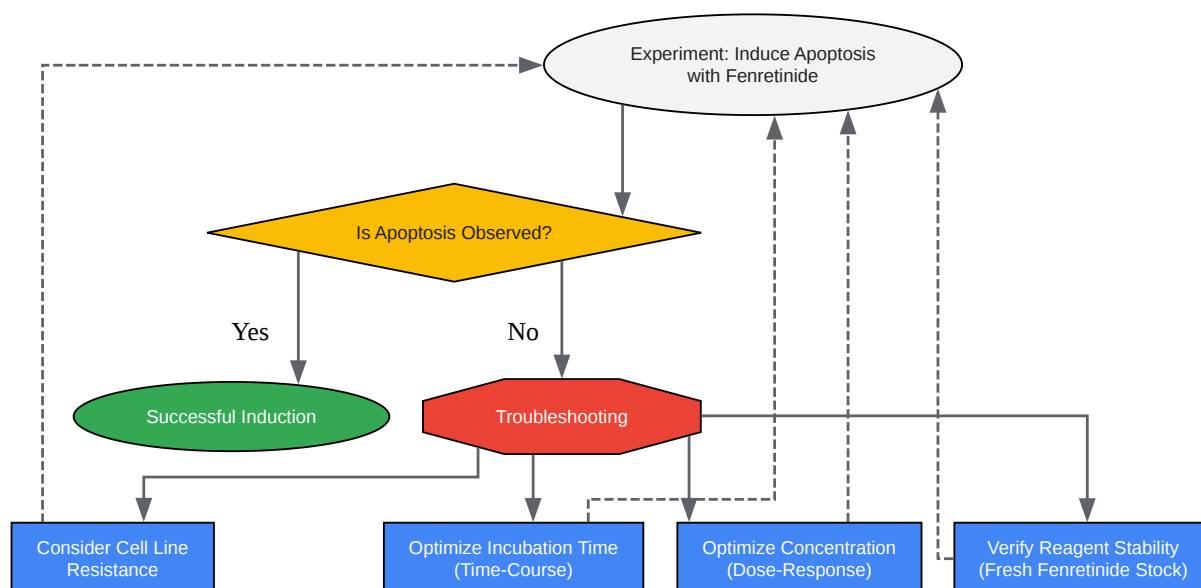 Experiment: Induce Apoptosis
with Fenretinide
Is Apoptosis Observed?
Yes
No
Successful Induction
Troubleshooting
Consider Cell Line
Resistance
Optimize Incubation Time
(Time-Course)
Optimize Concentration
(Dose-Response)
Verify Reagent Stability
(Fresh Fenretinide Stock)